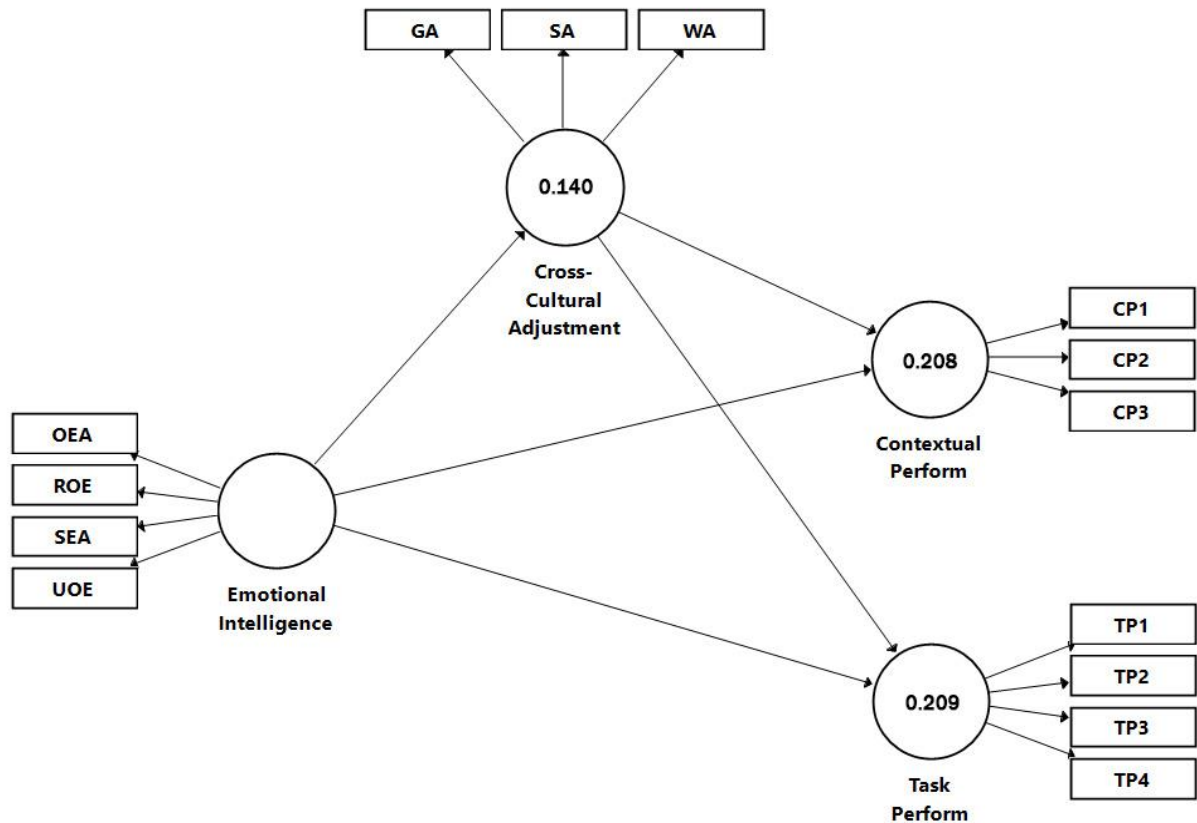 GA
SA
WA
0.140
Cross-
Cultural
Adjustment
0.208
Contextual
Perform
CP1
CP2
CP3
OEA
ROE
SEA
UOE
Emotional
Intelligence
0.209
Task
Perform
TP1
TP2
TP3
TP4